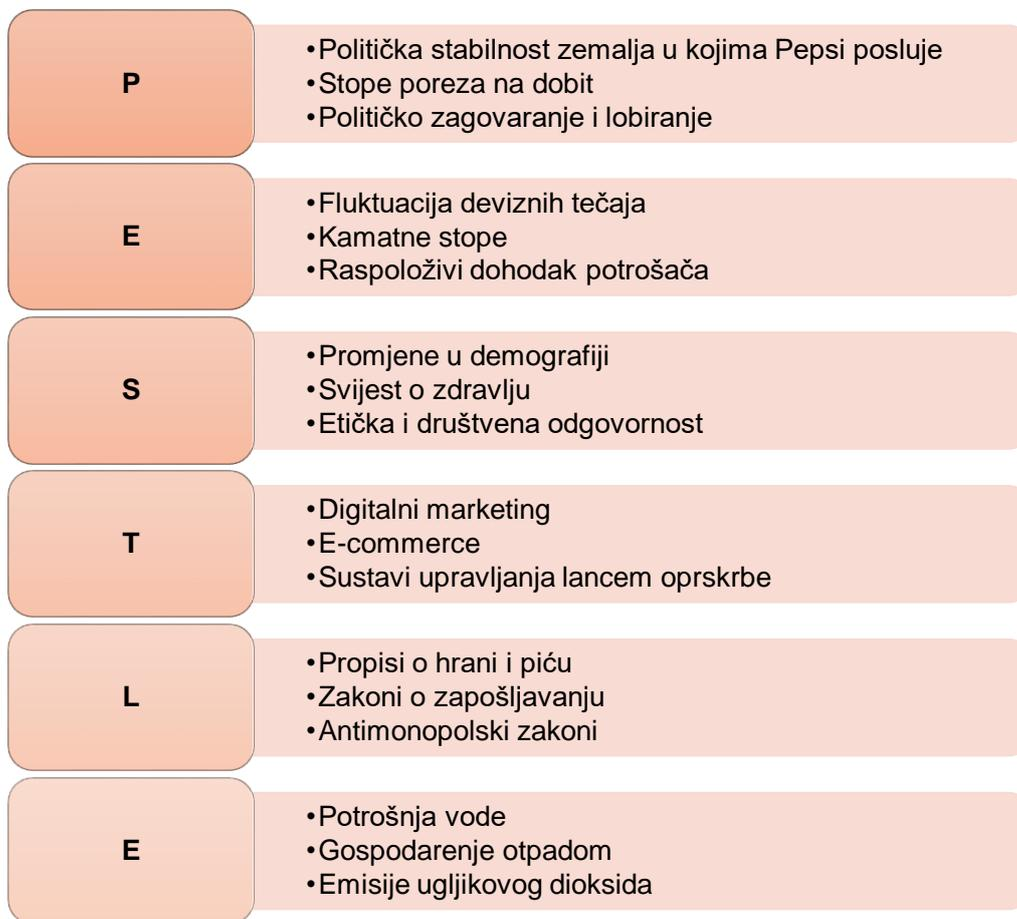 P
•Politička stabilnost zemalja u kojima Pepsi posluje
•Stope poreza na dobit
•Političko zagovaranje i lobiranje
E
•Fluktuacija deviznih tečaja
•Kamatne stope
•Raspoloživi dohodak potrošača
S
•Promjene u demografiji
•Svijest o zdravlju
•Etička i društvena odgovornost
T
•Digitalni marketing
•E-commerce
•Sustavi upravljanja lancem oprskrbe
L
•Propisi o hrani i piću
•Zakoni o zapošljavanju
•Antimonopolski zakoni
E
•Potrošnja vode
•Gospodarenje otpadom
•Emisije ugljikovog dioksida